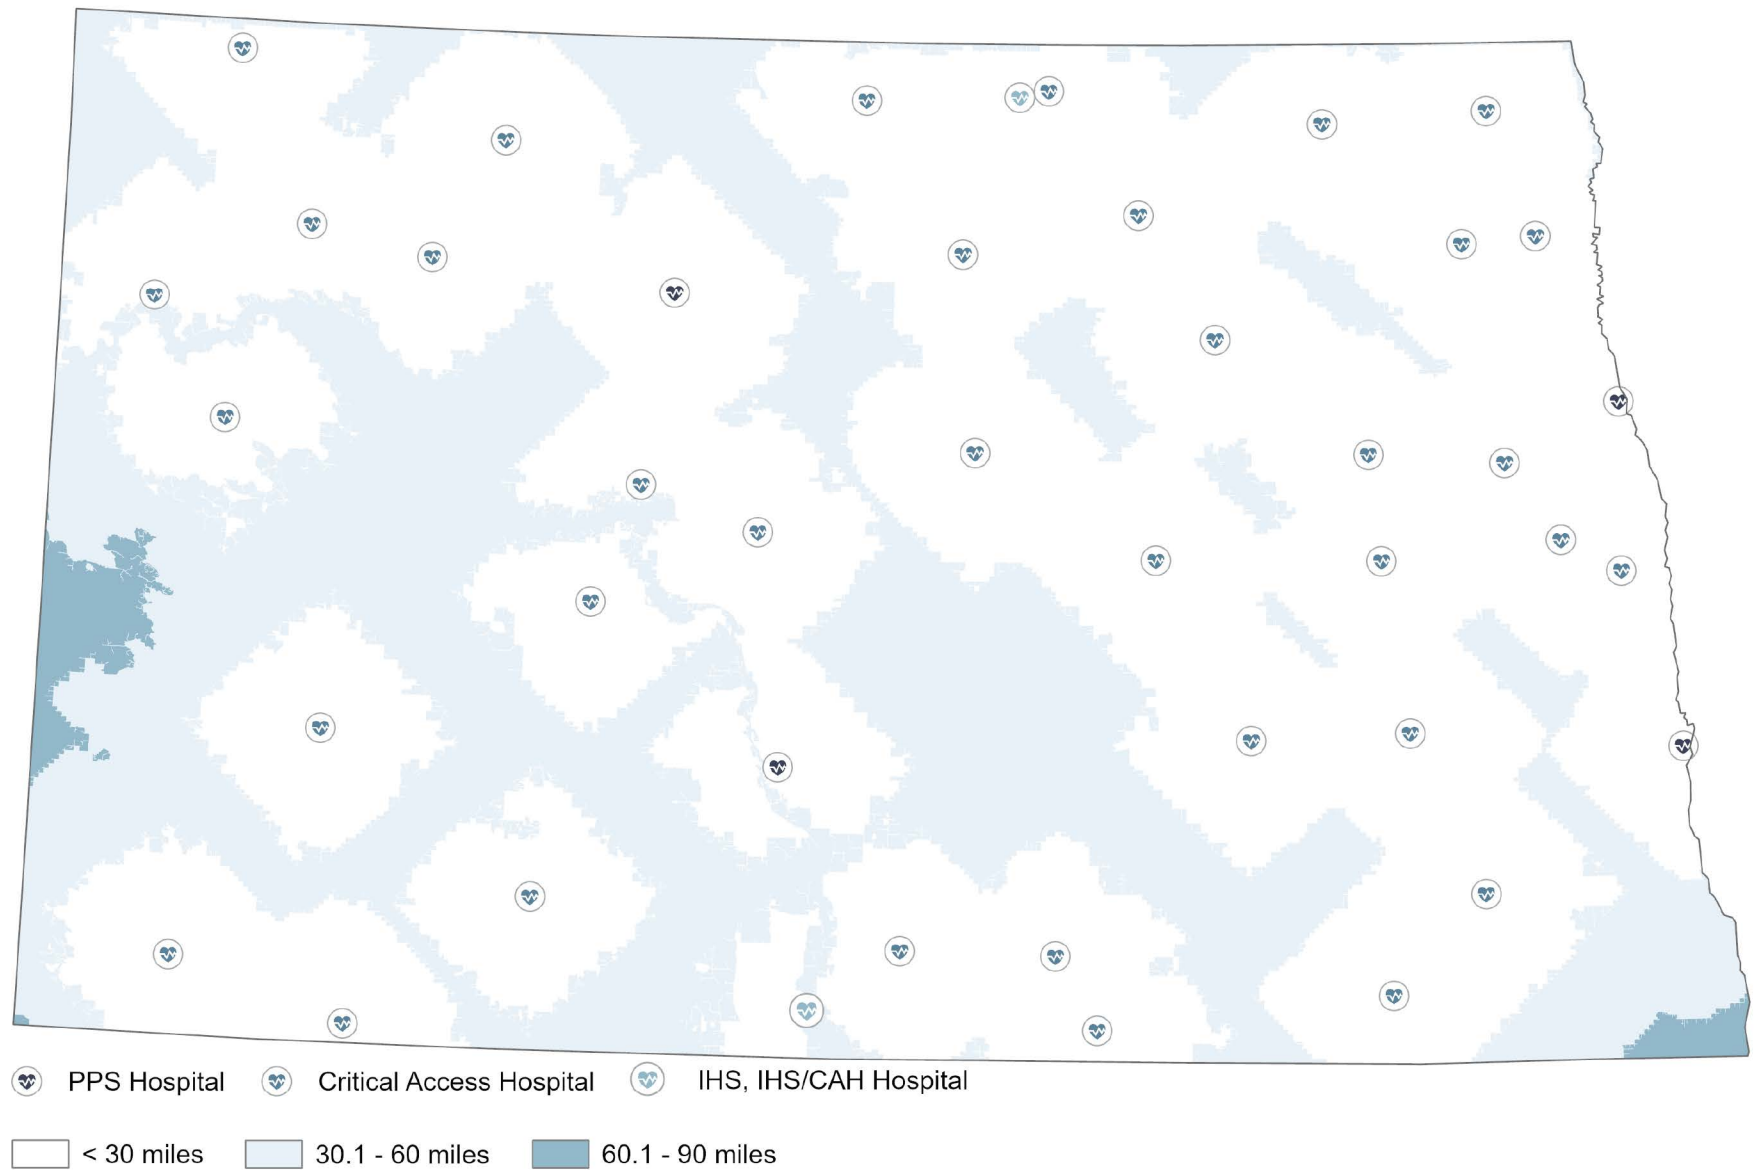 PPS Hospital Critical Access Hospital IHS, IHS/CAH Hospital
< 30 miles 30.1 - 60 miles 60.1 - 90 miles